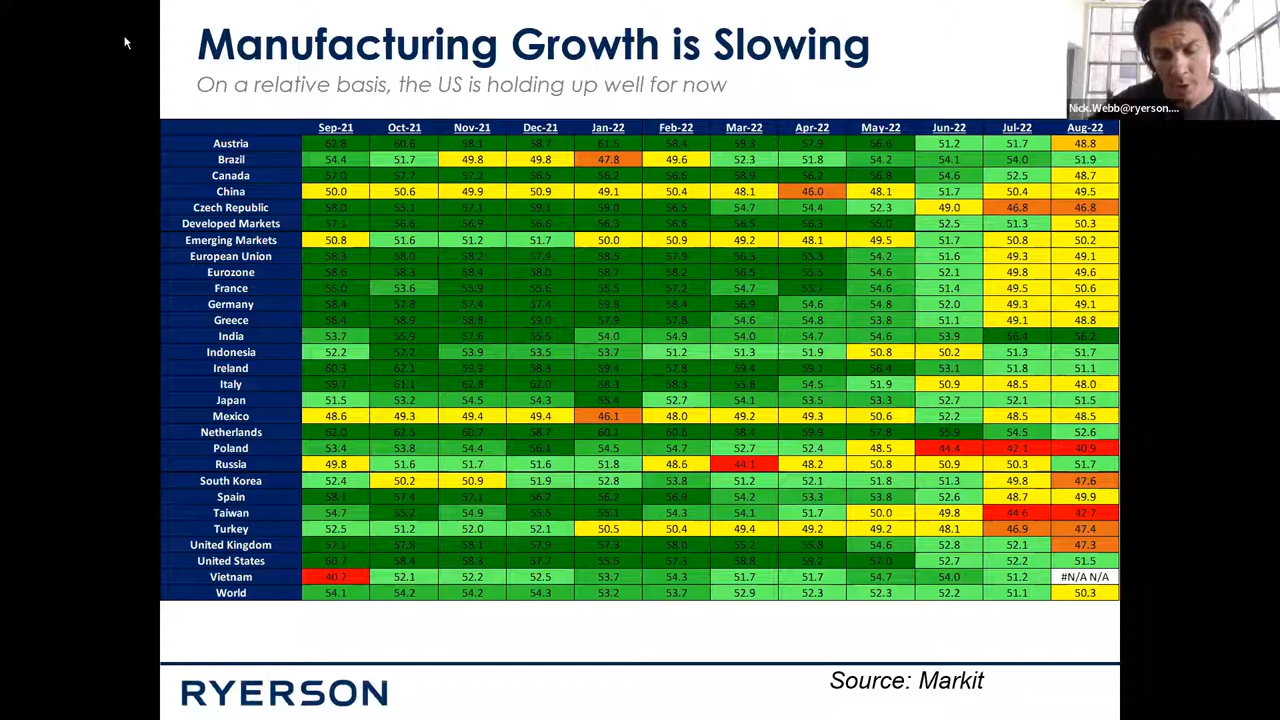 Manufacturing Growth is Slowing
On a relative basis, the US is holding up well for now
Nick.Webb@ryerson....
Sep-21 Oct-21 Nov-21 Dec-21 Jan-22 Feb-22 Mar-22 Apr-22 May-22 Jun-22 Jul-22 Aug-22
Austria 62.8 60.6 58.1 58.7 61.5 58.4 59.3 57.9 56.6 51.2 51.7 48.8
Brazil 54.4 51.7 49.8 49.8 47.8 49.6 52.3 51.8 54.2 54.1 54.0 51.9
Canada 57.0 57.7 57.2 56.5 56.2 56.6 58.9 56.2 56.8 54.6 52.5 48.7
China 50.0 50.6 49.9 50.9 49.1 50.4 48.1 46.0 48.1 51.7 50.4 49.5
Czech Republic 58.0 55.1 57.1 59.1 59.0 56.5 54.7 54.4 52.3 49.0 46.8 46.8
Developed Markets 57.1 56.6 56.9 56.6 56.3 56.6 56.5 56.3 55.0 52.5 51.3 50.3
Emerging Markets 50.8 51.6 51.2 51.7 50.0 50.9 49.2 48.1 49.5 51.7 50.8 50.2
European Union 58.3 58.0 58.2 57.9 58.5 57.9 56.3 55.3 54.2 51.6 49.3 49.1
Eurozone 58.6 58.3 58.4 58.0 58.7 58.2 56.5 55.5 54.6 52.1 49.8 49.6
France 55.0 53.6 55.9 55.6 55.5 57.2 54.7 55.7 54.6 51.4 49.5 50.6
Germany 58.4 57.8 57.4 57.4 59.8 58.4 56.9 54.6 54.8 52.0 49.3 49.1
Greece 58.4 58.9 58.8 59.0 57.9 57.8 54.6 54.8 53.8 51.1 49.1 48.8
India 53.7 55.9 57.6 55.5 54.0 54.9 54.0 54.7 54.6 53.9 56.4 56.2
Indonesia 52.2 57.2 53.9 53.5 53.7 51.2 51.3 51.9 50.8 50.2 51.3 51.7
Ireland 60.3 62.1 59.9 58.3 59.4 57.8 59.4 59.1 56.4 53.1 51.8 51.1
Italy 59.7 61.1 62.8 62.0 58.3 58.3 55.8 54.5 51.9 50.9 48.5 48.0
Japan 51.5 53.2 54.5 54.3 55.4 52.7 54.1 53.5 53.3 52.7 52.1 51.5
Mexico 48.6 49.3 49.4 49.4 46.1 48.0 49.2 49.3 50.6 52.2 48.5 48.5
Netherlands 62.0 62.5 60.7 58.7 60.1 60.6 58.4 59.9 57.8 55.9 54.5 52.6
Poland 53.4 53.8 54.4 56.1 54.5 54.7 52.7 52.4 48.5 44.4 42.1 40.9
Russia 49.8 51.6 51.7 51.6 51.8 48.6 44.1 48.2 50.8 50.9 50.3 51.7
South Korea 52.4 50.2 50.9 51.9 52.8 53.8 51.2 52.1 51.8 51.3 49.8 47.6
Spain 58.1 57.4 57.1 56.2 56.2 56.9 54.2 53.3 53.8 52.6 48.7 49.9
Taiwan 54.7 55.2 54.9 55.5 55.1 54.3 54.1 51.7 50.0 49.8 44.6 42.7
Turkey 52.5 51.2 52.0 52.1 50.5 50.4 49.4 49.2 49.2 48.1 46.9 47.4
United Kingdom 57.1 57.8 58.1 57.9 57.3 58.0 55.2 55.8 54.6 52.8 52.1 47.3
United States 60.7 58.4 58.3 57.7 55.5 57.3 58.8 59.2 57.0 52.7 52.2 51.5
Vietnam 40.2 52.1 52.2 52.5 53.7 54.3 51.7 51.7 54.7 54.0 51.2 #N/A N/A
World 54.1 54.2 54.2 54.3 53.2 53.7 52.9 52.3 52.3 52.2 51.1 50.3
Source: Markit
RYERSON